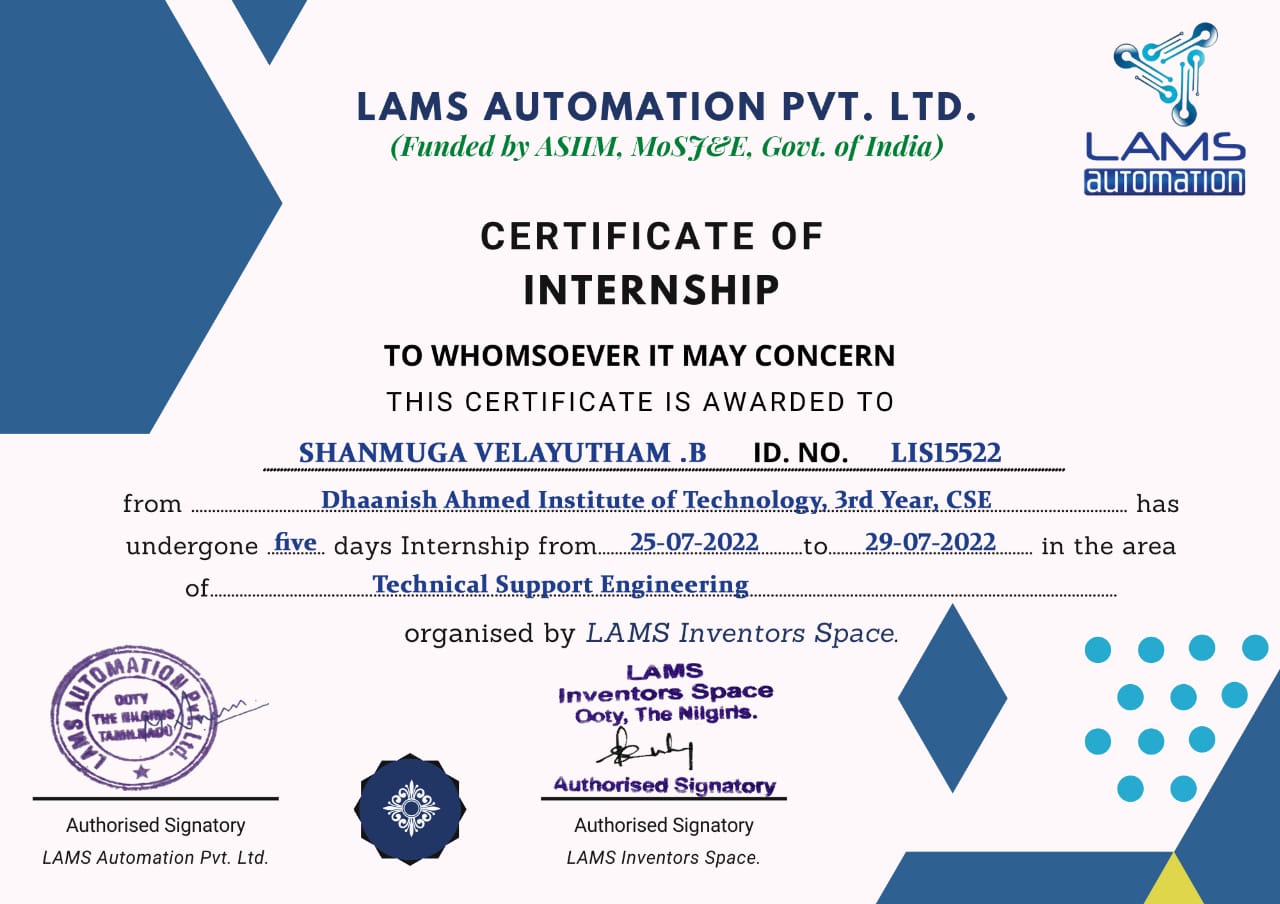 LAMS AUTOMATION PVT. LTD.
(Funded by ASIIM, MoSJ&E, Govt. of India)
LAMS
automation
CERTIFICATE OF
INTERNSHIP
TO WHOMSOEVER IT MAY CONCERN
THIS CERTIFICATE IS AWARDED TO
SHANMUGA VELAYUTHAM .B ID. NO. LIS15522
from Dhaanish Ahmed Institute of Technology, 3rd Year, CSE has
undergone five days Internship from 25-07-2022 to 29-07-2022 in the area
of Technical Support Engineering
organised by LAMS Inventors Space.
LAMS AUTOMATION Pvt. Ltd.
OOTY
THE NILGIRIS
TAMILNADU
LAMS
Inventors Space
Ooty, The Nilgiris.
Authorised Signatory
Authorised Signatory
LAMS Automation Pvt. Ltd.
Authorised Signatory
LAMS Inventors Space.